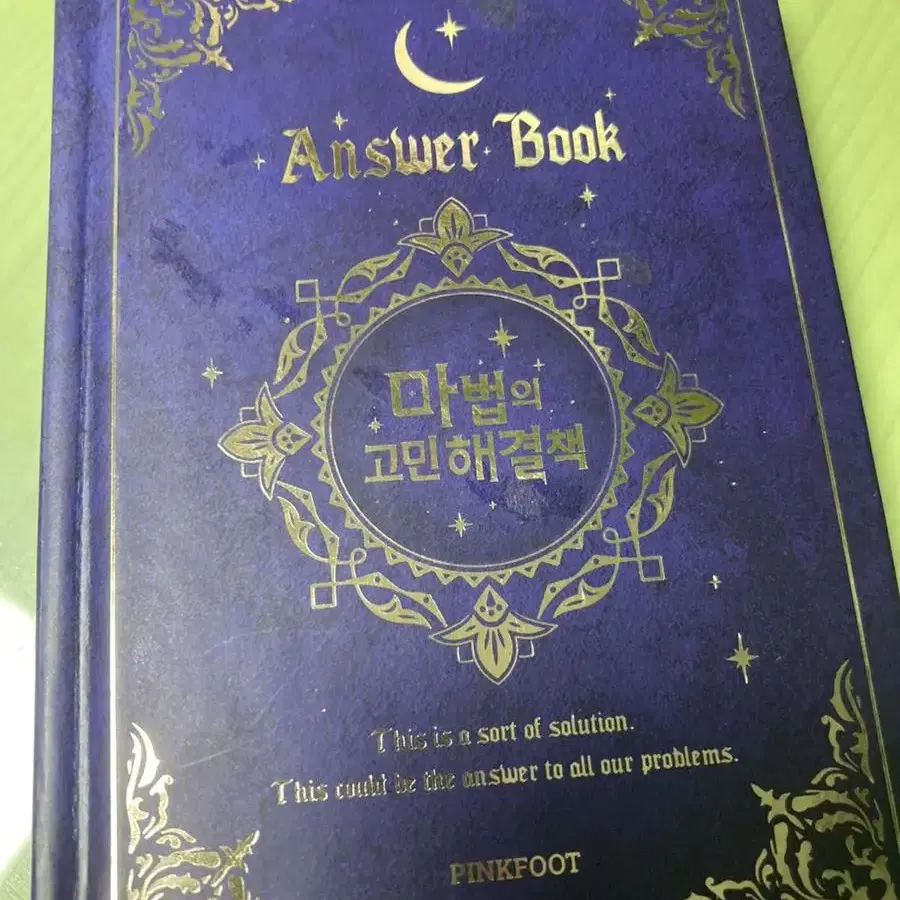 Answer Book
마법의
고민해결책
This is a sort of solution.
This could be the answer to all our problems.
PINKFOOT